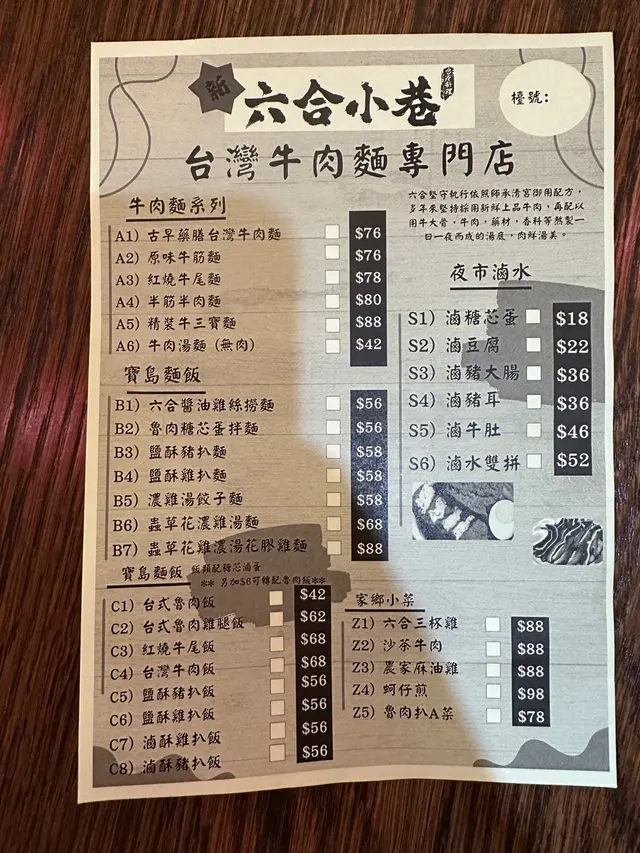 新
六合小巷
檯號:
台灣牛肉麵專門店
六合堅守執行依照師承清宮御用配方,
多年來堅持採用新鮮上品牛肉,再配以
用牛大骨,牛肉,藥材,香料等熬製一
日一夜而成的湯底,肉鮮湯美。
牛肉麵系列
A1) 古早藥膳台灣牛肉麵 $76
A2) 原味牛筋麵 $76
A3) 紅燒牛尾麵 $78
A4) 半筋半肉麵 $80
A5) 精裝牛三寶麵 $88
A6) 牛肉湯麵 (無肉) $42
夜市滷水
S1) 滷糖芯蛋 $18
S2) 滷豆腐 $22
S3) 滷豬大腸 $36
S4) 滷豬耳 $36
S5) 滷牛肚 $46
S6) 滷水雙拼 $52
寶島麵飯
B1) 六合醬油雞絲撈麵 $56
B2) 魯肉糖芯蛋拌麵 $56
B3) 鹽酥豬扒麵 $58
B4) 鹽酥雞扒麵 $58
B5) 濃雞湯餃子麵 $58
B6) 蟲草花濃雞湯麵 $68
B7) 蟲草花雞濃湯花膠雞麵 $88
寶島麵飯 飯類配糖芯滷蛋
** 另加$6可轉配魯肉飯**
C1) 台式魯肉飯 $42
C2) 台式魯肉雞腿飯 $62
C3) 紅燒牛尾飯 $68
C4) 台灣牛肉飯 $68
C5) 鹽酥豬扒飯 $56
C6) 鹽酥雞扒飯 $56
C7) 滷酥雞扒飯 $56
C8) 滷酥豬扒飯 $56
家鄉小菜
Z1) 六合三杯雞 $88
Z2) 沙茶牛肉 $88
Z3) 農家麻油雞 $88
Z4) 蚵仔煎 $98
Z5) 魯肉扒A菜 $78